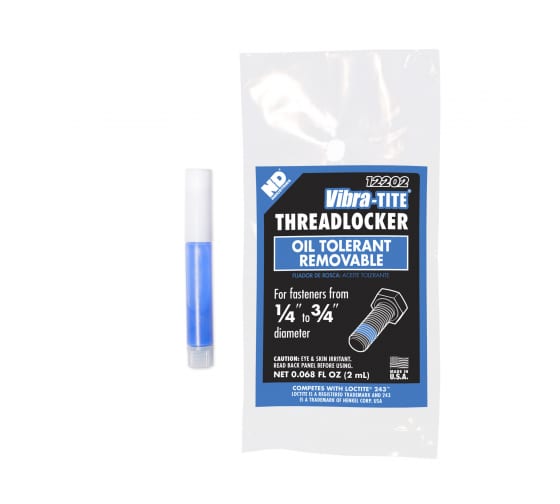 ND
12202
Vibra-TITE®
THREADLOCKER
OIL TOLERANT
REMOVABLE
FIJADOR DE ROSCA: ACEITE TOLERANTE
For fasteners from
1/4" to 3/4"
diameter
CAUTION: EYE & SKIN IRRITANT.
READ BACK PANEL BEFORE USING.
NET 0.068 FL OZ (2 mL)
MADE IN
U.S.A.
COMPETES WITH LOCTITE® 243™
LOCTITE IS A REGISTERED TRADEMARK AND 243
IS A TRADEMARK OF HENKEL CORP. USA